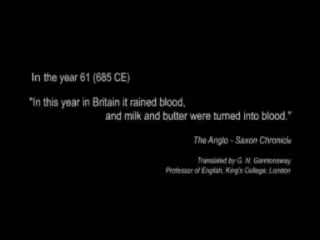 In the year 61 (685 CE)
"In this year in Britain it rained blood,
and milk and butter were turned into blood."
The Anglo - Saxon Chronicle
Translated by G. N. Garmonsway,
Professor of English, King's College, London